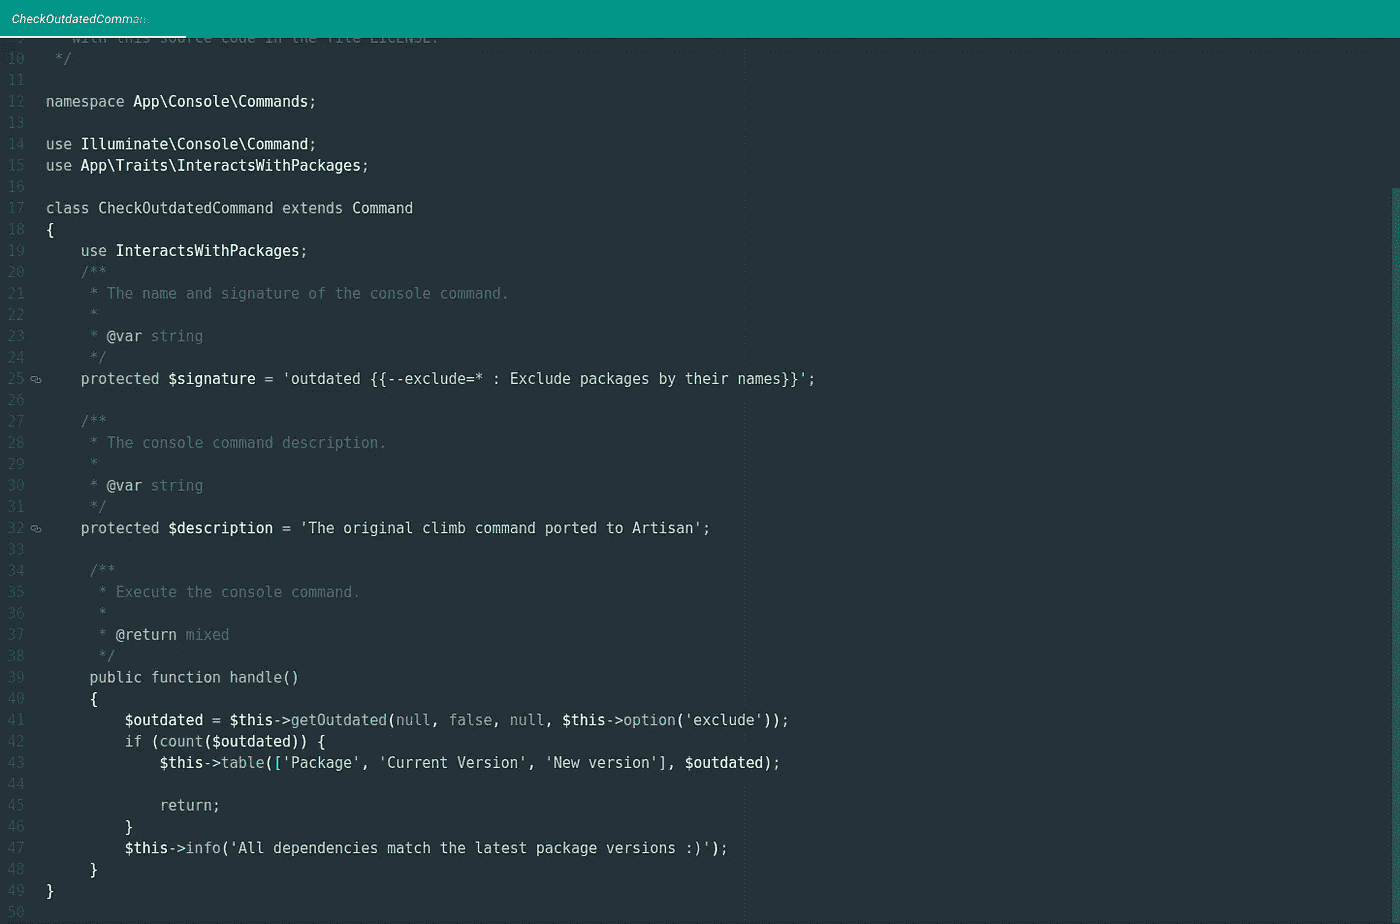 CheckOutdatedComman
with this source code in the file LICENSE.
10 */
11
12 namespace App\Console\Commands;
13
14 use Illuminate\Console\Command;
15 use App\Traits\InteractsWithPackages;
16
17 class CheckOutdatedCommand extends Command
18 {
19 use InteractsWithPackages;
20 /**
21 * The name and signature of the console command.
22 *
23 * @var string
24 */
25 protected $signature = 'outdated {{--exclude=* : Exclude packages by their names}}';
26
27 /**
28 * The console command description.
29 *
30 * @var string
31 */
32 protected $description = 'The original climb command ported to Artisan';
33
34 /**
35 * Execute the console command.
36 *
37 * @return mixed
38 */
39 public function handle()
40 {
41 $outdated = $this->getOutdated(null, false, null, $this->option('exclude'));
42 if (count($outdated)) {
43 $this->table(['Package', 'Current Version', 'New version'], $outdated);
44
45 return;
46 }
47 $this->info('All dependencies match the latest package versions :)');
48 }
49 }
50